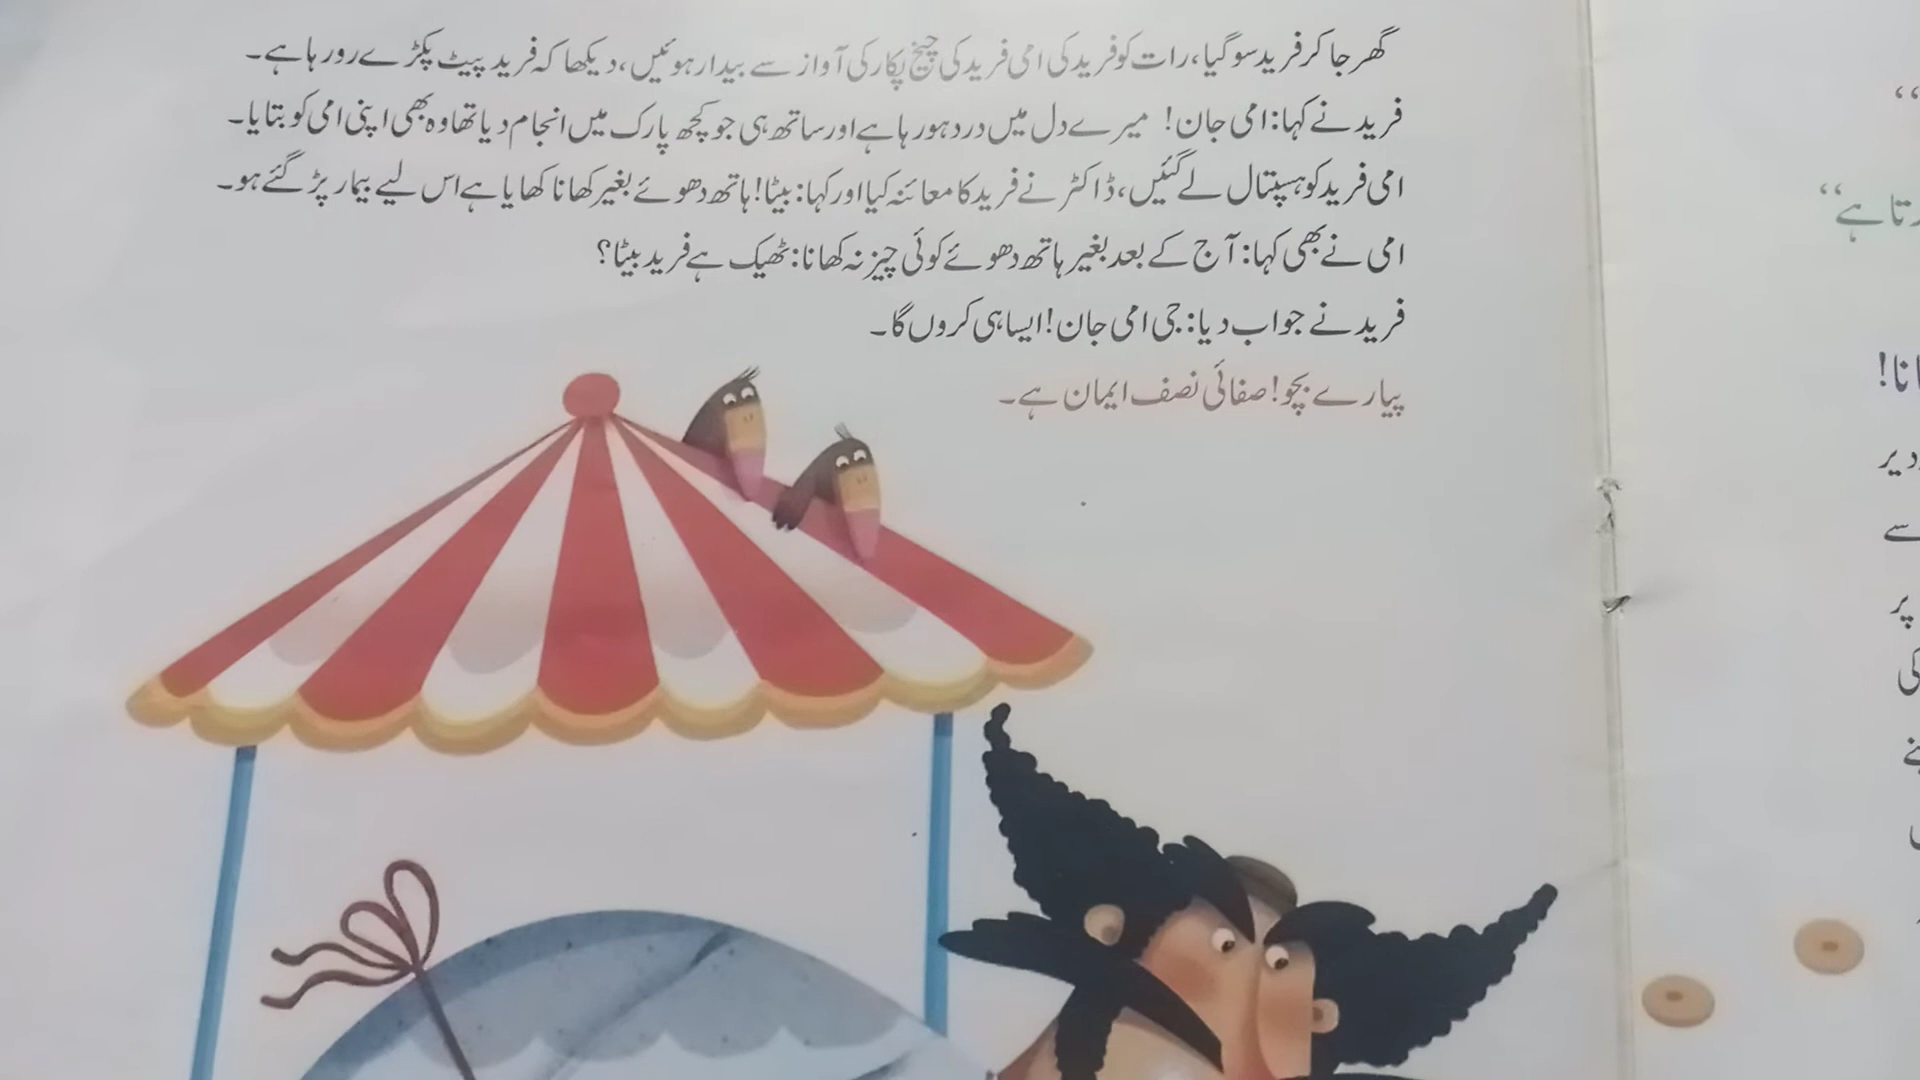 گھر جا کر فرید سو گیا، رات کو فرید کی امی فرید کی چیخ پکار کی آواز سے بیدار ہوئیں، دیکھا کہ فرید پیٹ پکڑے رو رہا ہے۔
فرید نے کہا: امی جان! میرے دل میں درد ہو رہا ہے اور ساتھ ہی جو کچھ پارک میں انجام دیا تھا وہ بھی اپنی امی کو بتایا۔
امی فرید کو ہسپتال لے گئیں، ڈاکٹر نے فرید کا معائنہ کیا اور کہا: بیٹا! ہاتھ دھوئے بغیر کھانا کھایا ہے اس لیے بیمار پڑ گئے ہو۔
امی نے بھی کہا: آج کے بعد بغیر ہاتھ دھوئے کوئی چیز نہ کھانا: ٹھیک ہے فرید بیٹا؟
فرید نے جواب دیا: جی امی جان! ایسا ہی کروں گا۔
پیارے بچو! صفائی نصف ایمان ہے۔
دیر
سے
پر
کی